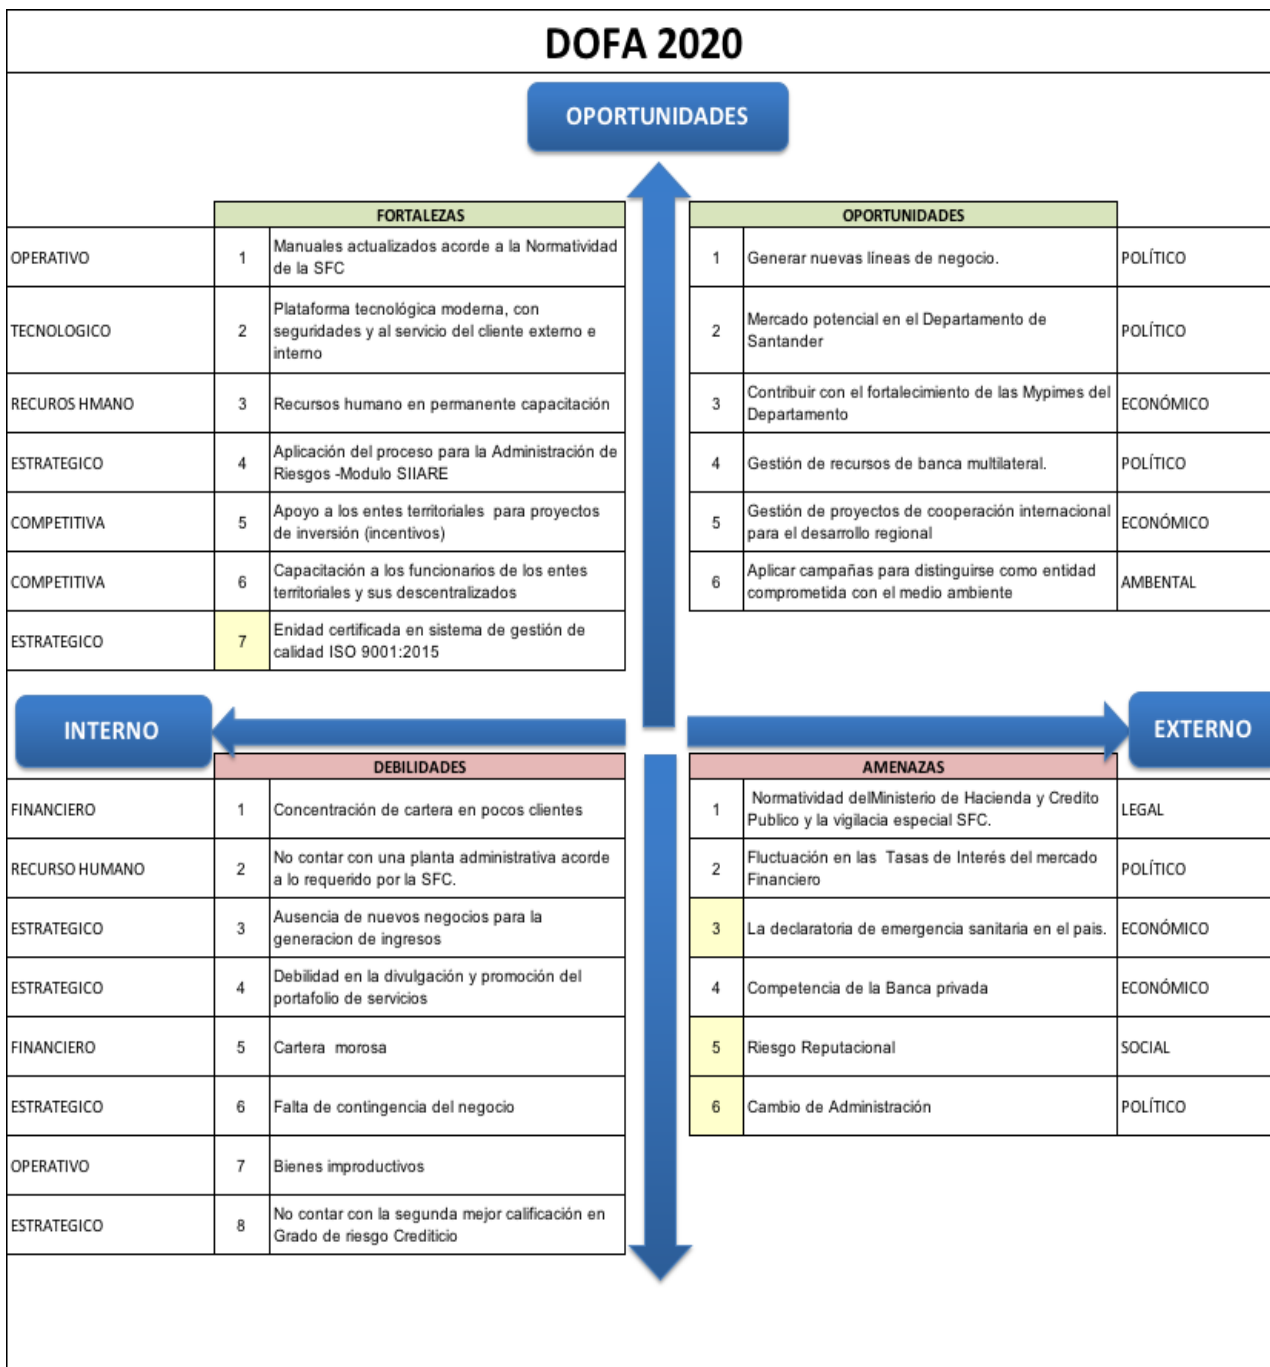 DOFA 2020
OPORTUNIDADES
FORTALEZAS
OPERATIVO
1
Manuales actualizados acorde a la Normatividad
de la SFC
TECNOLOGICO
2
Plataforma tecnológica moderna, con
seguridades y al servicio del cliente externo e
interno
RECUROS HMANO
3
Recursos humano en permanente capacitación
ESTRATEGICO
4
Aplicación del proceso para la Administración de
Riesgos -Modulo SIIARE
COMPETITIVA
5
Apoyo a los entes territoriales para proyectos
de inversión (incentivos)
COMPETITIVA
6
Capacitación a los funcionarios de los entes
territoriales y sus descentralizados
ESTRATEGICO
7
Enidad certificada en sistema de gestión de
calidad ISO 9001:2015
OPORTUNIDADES
1
Generar nuevas líneas de negocio.
POLÍTICO
2
Mercado potencial en el Departamento de
Santander
POLÍTICO
3
Contribuir con el fortalecimiento de las Mypimes del
Departamento
ECONÓMICO
4
Gestión de recursos de banca multilateral.
POLÍTICO
5
Gestión de proyectos de cooperación internacional
para el desarrollo regional
ECONÓMICO
6
Aplicar campañas para distinguirse como entidad
comprometida con el medio ambiente
AMBENTAL
INTERNO
EXTERNO
DEBILIDADES
FINANCIERO
1
Concentración de cartera en pocos clientes
RECURSO HUMANO
2
No contar con una planta administrativa acorde
a lo requerido por la SFC.
ESTRATEGICO
3
Ausencia de nuevos negocios para la
generacion de ingresos
ESTRATEGICO
4
Debilidad en la divulgación y promoción del
portafolio de servicios
FINANCIERO
5
Cartera morosa
ESTRATEGICO
6
Falta de contingencia del negocio
OPERATIVO
7
Bienes improductivos
ESTRATEGICO
8
No contar con la segunda mejor calificación en
Grado de riesgo Crediticio
AMENAZAS
1
Normatividad delMinisterio de Hacienda y Credito
Publico y la vigilacia especial SFC.
LEGAL
2
Fluctuación en las Tasas de Interés del mercado
Financiero
POLÍTICO
3
La declaratoria de emergencia sanitaria en el pais.
ECONÓMICO
4
Competencia de la Banca privada
ECONÓMICO
5
Riesgo Reputacional
SOCIAL
6
Cambio de Administración
POLÍTICO